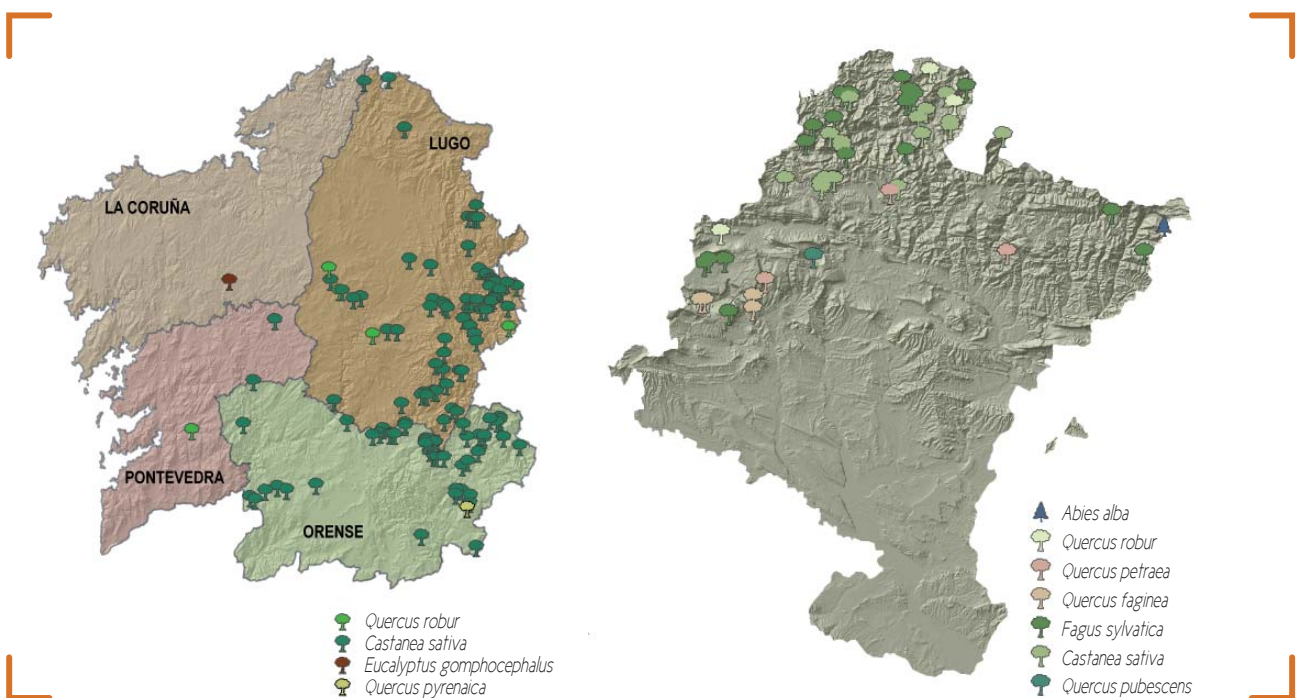 LUGO
LA CORUÑA
PONTEVEDRA
ORENSE
Quercus robur
Castanea sativa
Eucalyptus gomphocephalus
Quercus pyrenaica
Abies alba
Quercus robur
Quercus petraea
Quercus faginea
Fagus sylvatica
Castanea sativa
Quercus pubescens